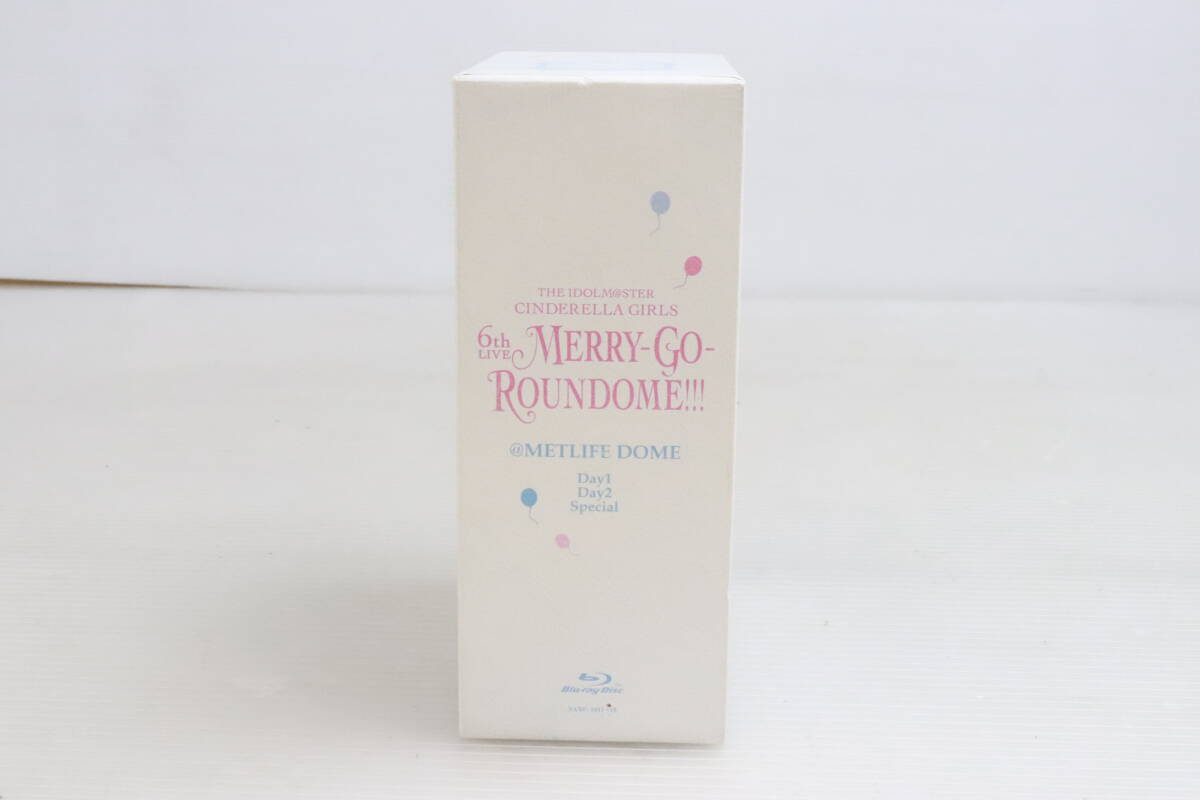 THE IDOLM@STER
CINDERELLA GIRLS
6th LIVE MERRY-GO-
ROUNDOME!!!
@METLIFE DOME
Day1
Day2
Special
Blu-ray Disc